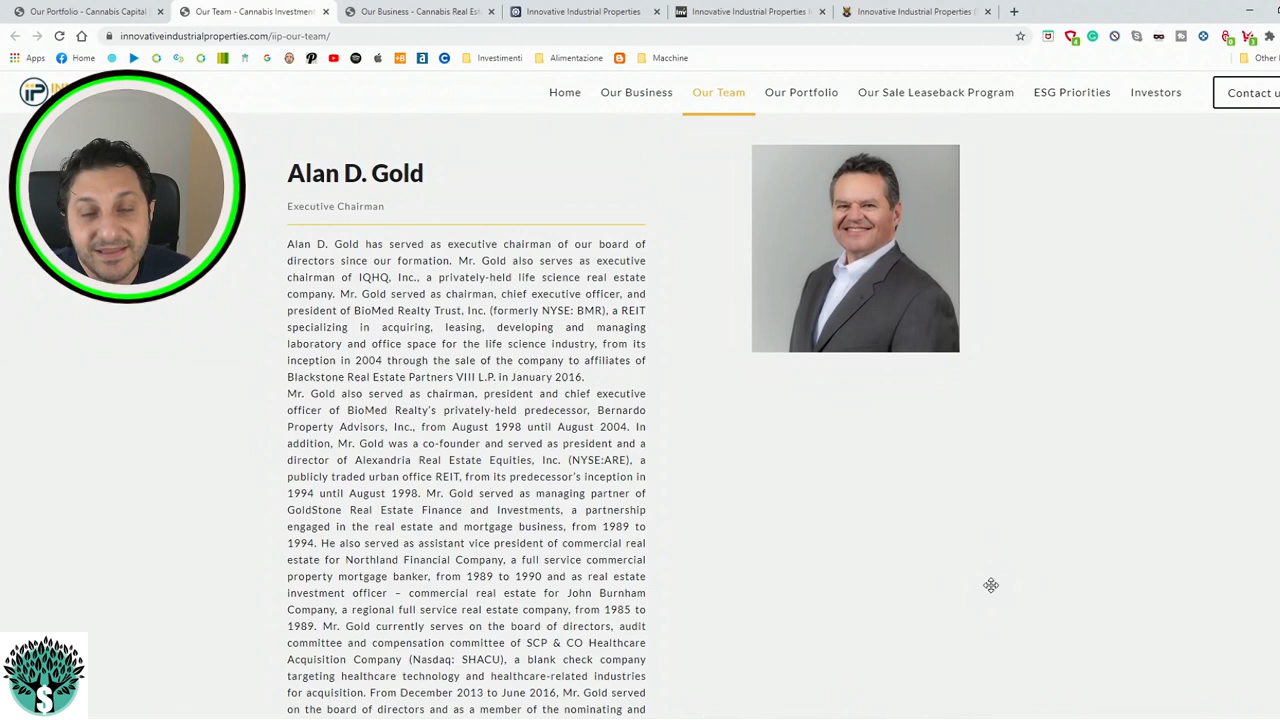 Our Portfolio - Cannabis Capital
Our Team - Cannabis Investment
Our Business - Cannabis Real Est
Innovative Industrial Properties
Innovative Industrial Properties I
Innovative Industrial Properties (
innovativeindustrialproperties.com/iip-our-team/
Apps
Home
Investimenti
Alimentazione
Macchine
Other
IIP
Home
Our Business
Our Team
Our Portfolio
Our Sale Leaseback Program
ESG Priorities
Investors
Contact u
Alan D. Gold
Executive Chairman
Alan D. Gold has served as executive chairman of our board of
directors since our formation. Mr. Gold also serves as executive
chairman of IQHQ, Inc., a privately-held life science real estate
company. Mr. Gold served as chairman, chief executive officer, and
president of BioMed Realty Trust, Inc. (formerly NYSE: BMR), a REIT
specializing in acquiring, leasing, developing and managing
laboratory and office space for the life science industry, from its
inception in 2004 through the sale of the company to affiliates of
Blackstone Real Estate Partners VIII L.P. in January 2016.
Mr. Gold also served as chairman, president and chief executive
officer of BioMed Realty's privately-held predecessor, Bernardo
Property Advisors, Inc., from August 1998 until August 2004. In
addition, Mr. Gold was a co-founder and served as president and a
director of Alexandria Real Estate Equities, Inc. (NYSE:ARE), a
publicly traded urban office REIT, from its predecessor's inception in
1994 until August 1998. Mr. Gold served as managing partner of
GoldStone Real Estate Finance and Investments, a partnership
engaged in the real estate and mortgage business, from 1989 to
1994. He also served as assistant vice president of commercial real
estate for Northland Financial Company, a full service commercial
property mortgage banker, from 1989 to 1990 and as real estate
investment officer – commercial real estate for John Burnham
Company, a regional full service real estate company, from 1985 to
1989. Mr. Gold currently serves on the board of directors, audit
committee and compensation committee of SCP & CO Healthcare
Acquisition Company (Nasdaq: SHACU), a blank check company
targeting healthcare technology and healthcare-related industries
for acquisition. From December 2013 to June 2016, Mr. Gold served
on the board of directors and as a member of the nominating and
$